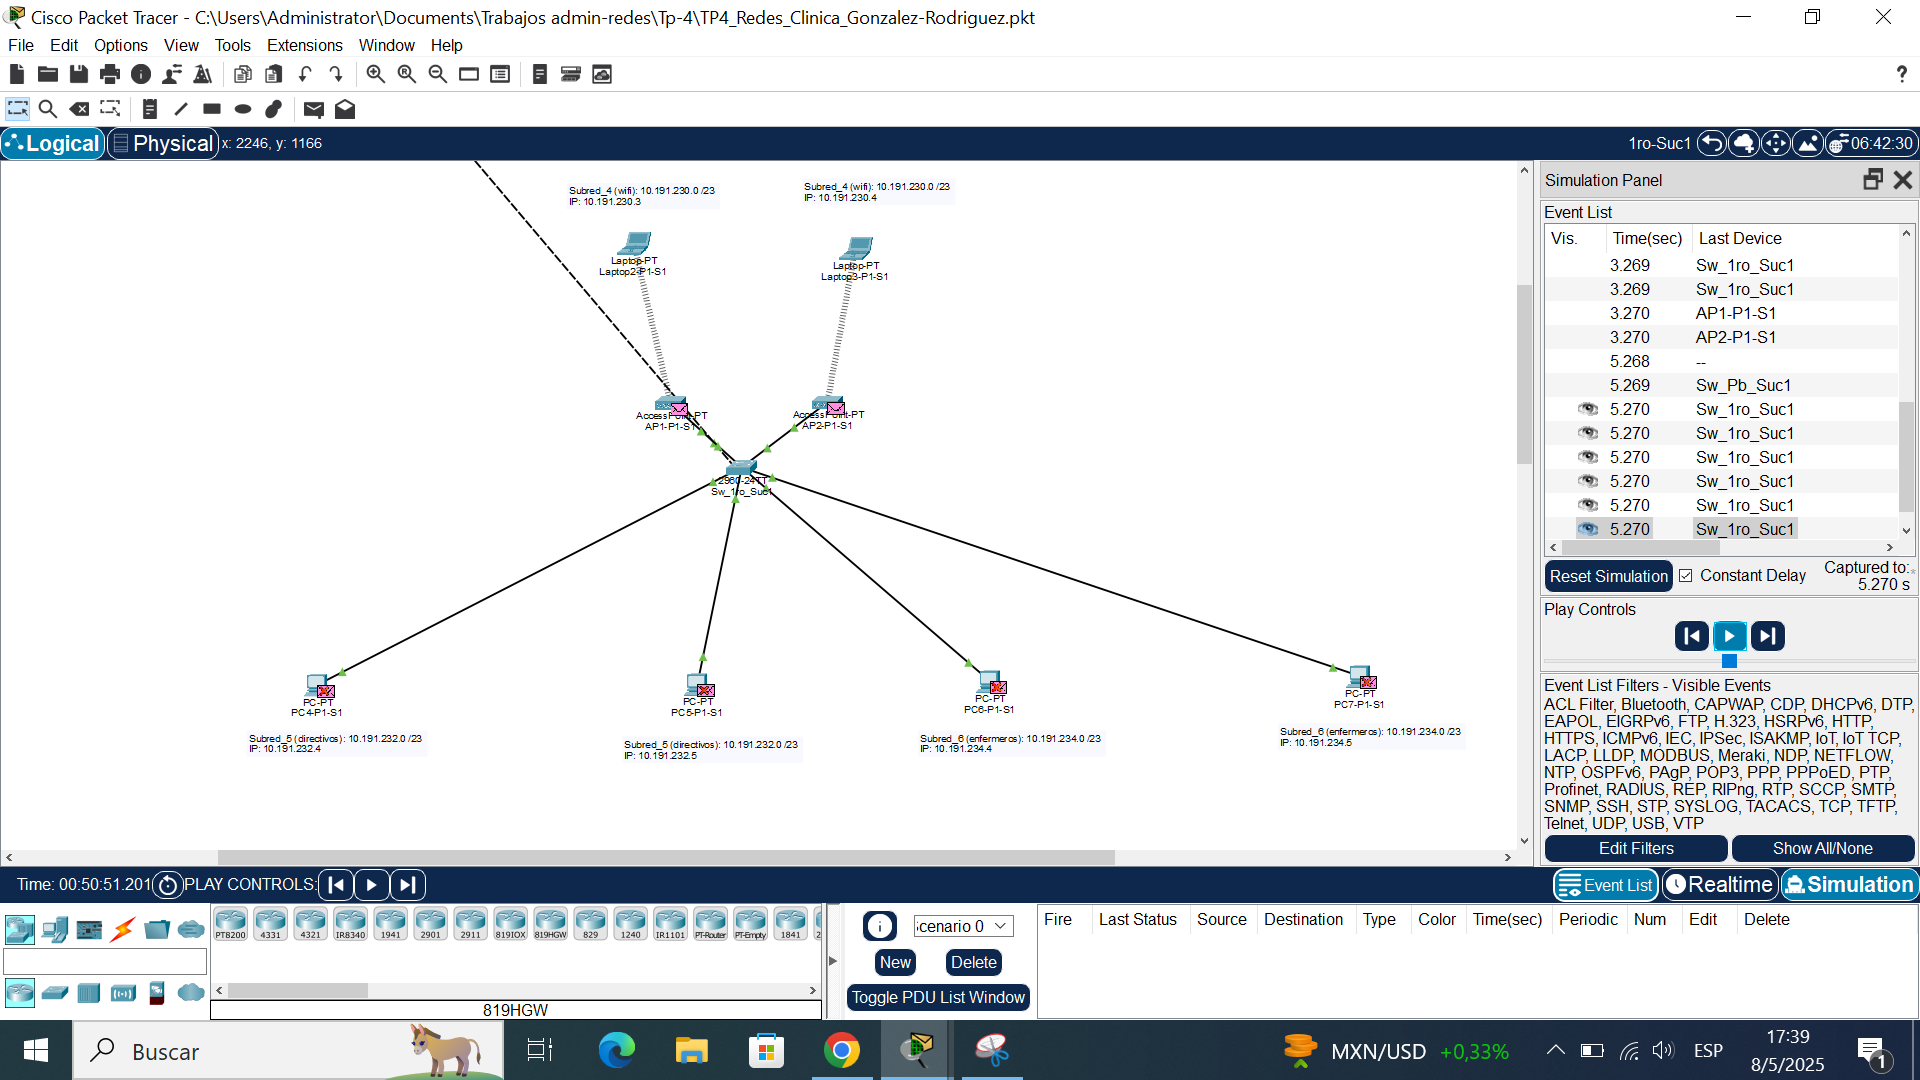 Cisco Packet Tracer - C:\Users\Administrator\Documents\Trabajos admin-redes\Tp-4\TP4_Redes_Clinica_Gonzalez-Rodriguez.pkt
File Edit Options View Tools Extensions Window Help
?
Logical Physical x: 2246, y: 1166 1ro-Suc1 06:42:30
Subred_4 (wifi): 10.191.230.0 /23
IP: 10.191.230.3
Subred_4 (wifi): 10.191.230.0 /23
IP: 10.191.230.4
Laptop-PT
Laptop2-P1-S1
Laptop-PT
Laptop3-P1-S1
AccessPoint-PT
AP1-P1-S1
AccessPoint-PT
AP2-P1-S1
2960-24TT
Sw_1ro_Suc1
PC-PT
PC4-P1-S1
PC-PT
PC5-P1-S1
PC-PT
PC6-P1-S1
PC-PT
PC7-P1-S1
Subred_5 (directivos): 10.191.232.0 /23
IP: 10.191.232.4
Subred_5 (directivos): 10.191.232.0 /23
IP: 10.191.232.5
Subred_6 (enfermeros): 10.191.234.0 /23
IP: 10.191.234.4
Subred_6 (enfermeros): 10.191.234.0 /23
IP: 10.191.234.5
Simulation Panel
Event List
Vis. Time(sec) Last Device
3.269 Sw_1ro_Suc1
3.269 Sw_1ro_Suc1
3.270 AP1-P1-S1
3.270 AP2-P1-S1
5.268 --
5.269 Sw_Pb_Suc1
5.270 Sw_1ro_Suc1
5.270 Sw_1ro_Suc1
5.270 Sw_1ro_Suc1
5.270 Sw_1ro_Suc1
5.270 Sw_1ro_Suc1
5.270 Sw_1ro_Suc1
Reset Simulation Constant Delay Captured to:
5.270 s
Play Controls
Event List Filters - Visible Events
ACL Filter, Bluetooth, CAPWAP, CDP, DHCPv6, DTP,
EAPOL, EIGRPv6, FTP, H.323, HSRPv6, HTTP,
HTTPS, ICMPv6, IEC, IPSec, ISAKMP, IoT, IoT TCP,
LACP, LLDP, MODBUS, Meraki, NDP, NETFLOW,
NTP, OSPFv6, PAgP, POP3, PPP, PPPoED, PTP,
Profinet, RADIUS, REP, RIPng, RTP, SCCP, SMTP,
SNMP, SSH, STP, SYSLOG, TACACS, TCP, TFTP,
Telnet, UDP, USB, VTP
Edit Filters Show All/None
Time: 00:50:51.201 PLAY CONTROLS: Event List Realtime Simulation
PT8200 4331 4321 IR8340 1941 2901 2911 819IOX 819HGW 829 1240 IR1101 PT-Router PT-Empty 1841 2
819HGW
cenario 0
New Delete
Toggle PDU List Window
Fire Last Status Source Destination Type Color Time(sec) Periodic Num Edit Delete
Buscar
MXN/USD +0,33%
ESP
17:39
8/5/2025
1